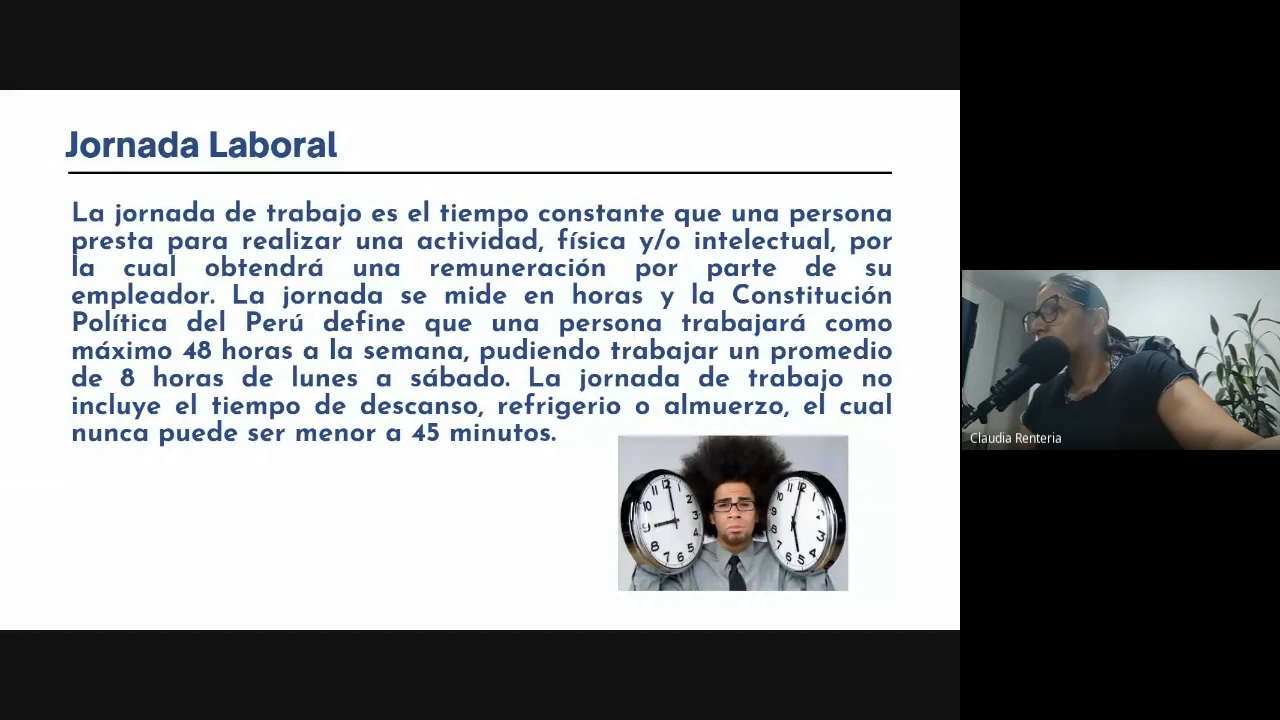 Jornada Laboral
La jornada de trabajo es el tiempo constante que una persona
presta para realizar una actividad, física y/o intelectual, por
la cual obtendrá una remuneración por parte de su
empleador. La jornada se mide en horas y la Constitución
Política del Perú define que una persona trabajará como
máximo 48 horas a la semana, pudiendo trabajar un promedio
de 8 horas de lunes a sábado. La jornada de trabajo no
incluye el tiempo de descanso, refrigerio o almuerzo, el cual
nunca puede ser menor a 45 minutos.
Claudia Renteria